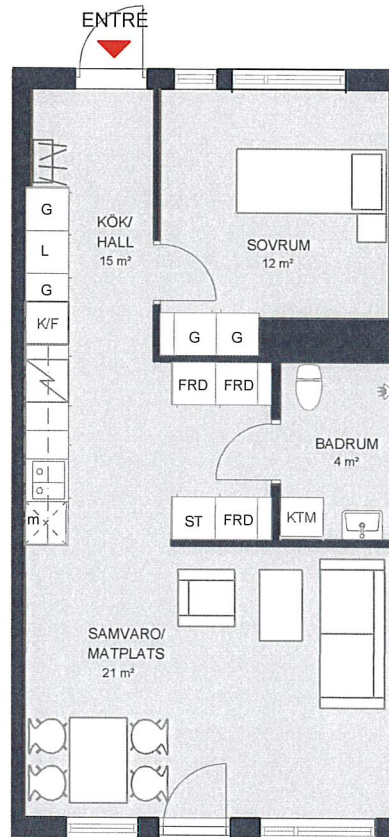 ENTRÉ
G
L
G
K/F
KÖK/
HALL
15 m²
SOVRUM
12 m²
G G
FRD FRD
BADRUM
4 m²
ST FRD
KTM
m
SAMVARO/
MATPLATS
21 m²